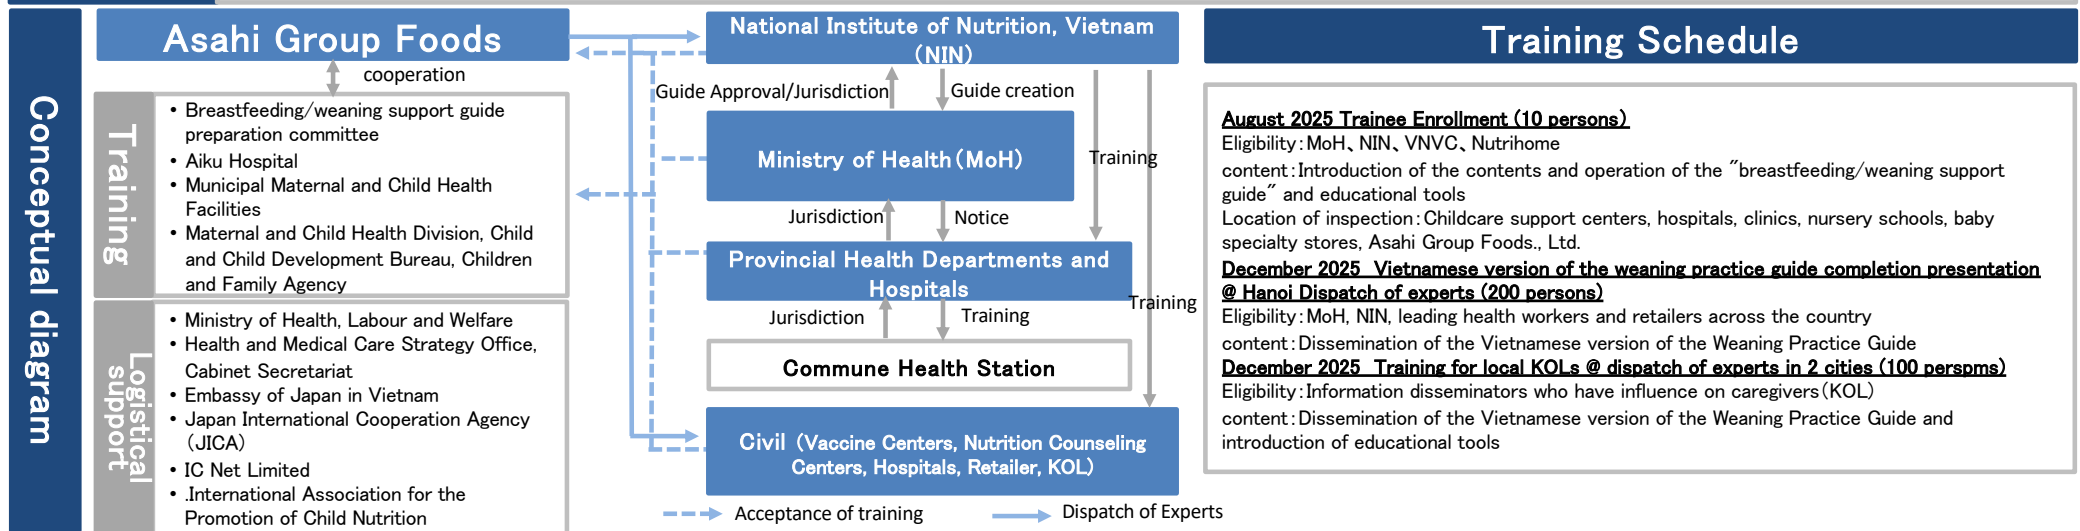 Conceptual diagram
Asahi Group Foods
cooperation
Training
• Breastfeeding/weaning support guide
preparation committee
• Aiku Hospital
• Municipal Maternal and Child Health
Facilities
• Maternal and Child Health Division, Child
and Child Development Bureau, Children
and Family Agency
Logistical
support
• Ministry of Health, Labour and Welfare
• Health and Medical Care Strategy Office,
Cabinet Secretariat
• Embassy of Japan in Vietnam
• Japan International Cooperation Agency
（JICA）
• IC Net Limited
• .International Association for the
Promotion of Child Nutrition
National Institute of Nutrition, Vietnam
(NIN)
Guide Approval/Jurisdiction
Guide creation
Ministry of Health（MoH）
Training
Jurisdiction
Notice
Provincial Health Departments and
Hospitals
Training
Jurisdiction
Training
Commune Health Station
Civil（Vaccine Centers, Nutrition Counseling
Centers, Hospitals, Retailer, KOL）
Acceptance of training
Dispatch of Experts
Training Schedule
August 2025 Trainee Enrollment (10 persons)
Eligibility：MoH、NIN、VNVC、Nutrihome
content：Introduction of the contents and operation of the "breastfeeding/weaning support
guide" and educational tools
Location of inspection：Childcare support centers, hospitals, clinics, nursery schools, baby
specialty stores, Asahi Group Foods., Ltd.
December 2025　Vietnamese version of the weaning practice guide completion presentation
@ Hanoi Dispatch of experts (200 persons)
Eligibility：MoH, NIN, leading health workers and retailers across the country
content：Dissemination of the Vietnamese version of the Weaning Practice Guide
December 2025　Training for local KOLs @ dispatch of experts in 2 cities (100 perspms)
Eligibility：Information disseminators who have influence on caregivers（KOL）
content：Dissemination of the Vietnamese version of the Weaning Practice Guide and
introduction of educational tools